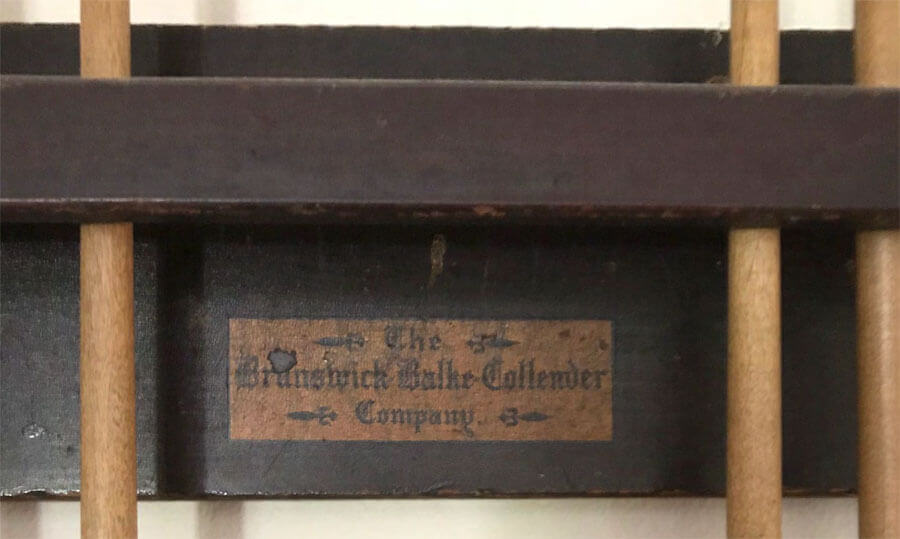 The
Brunswick Balke Collender
Company.